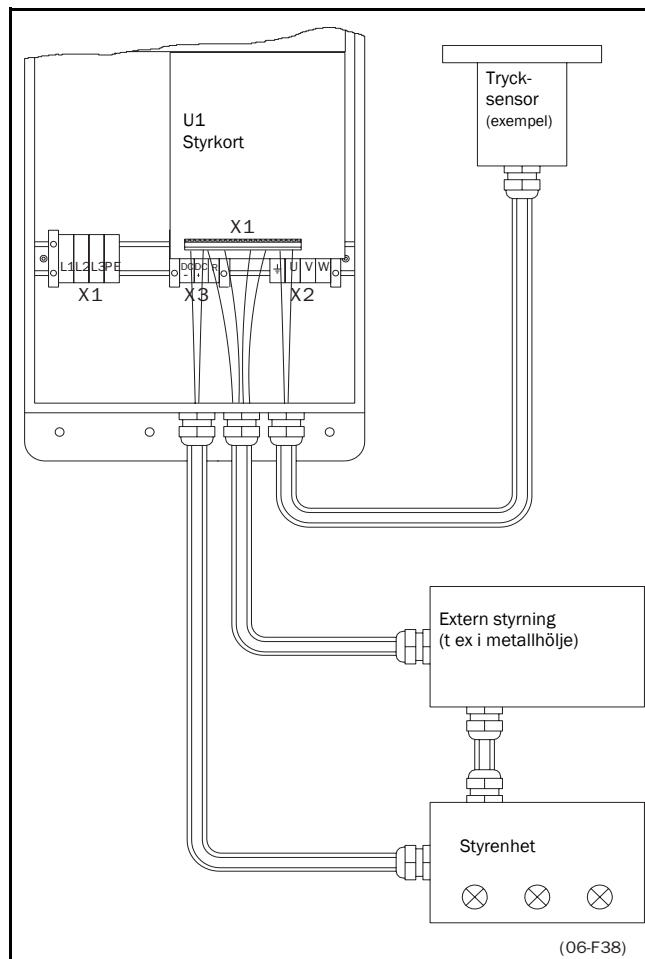 Tryck-
sensor
(exempel)
U1
Styrkort
X1
L1 L2 L3 PE
DC- DC+ R
⏚ U V W
X1
X3
X2
Extern styrning
(t ex i metallhölje)
Styrenhet
(06-F38)